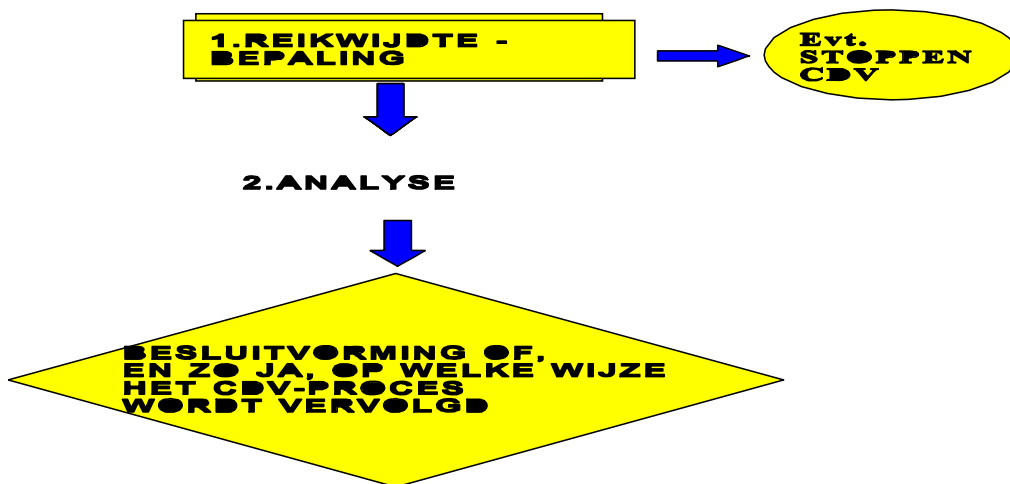 1.REIKWIJDTE -
BEPALING
Evt.
STOPPEN
CDV
2.ANALYSE
BESLUITVORMING OF,
EN ZO JA, OP WELKE WIJZE
HET CDV-PROCES
WORDT VERVOLGD